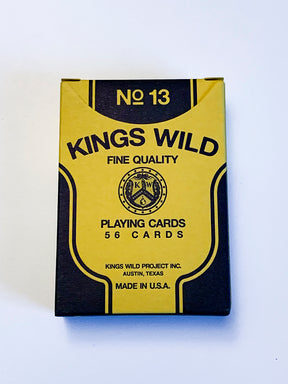 No 13
KINGS WILD
FINE QUALITY
K W
PLAYING CARDS
56 CARDS
KINGS WILD PROJECT INC.
AUSTIN, TEXAS
MADE IN U.S.A.